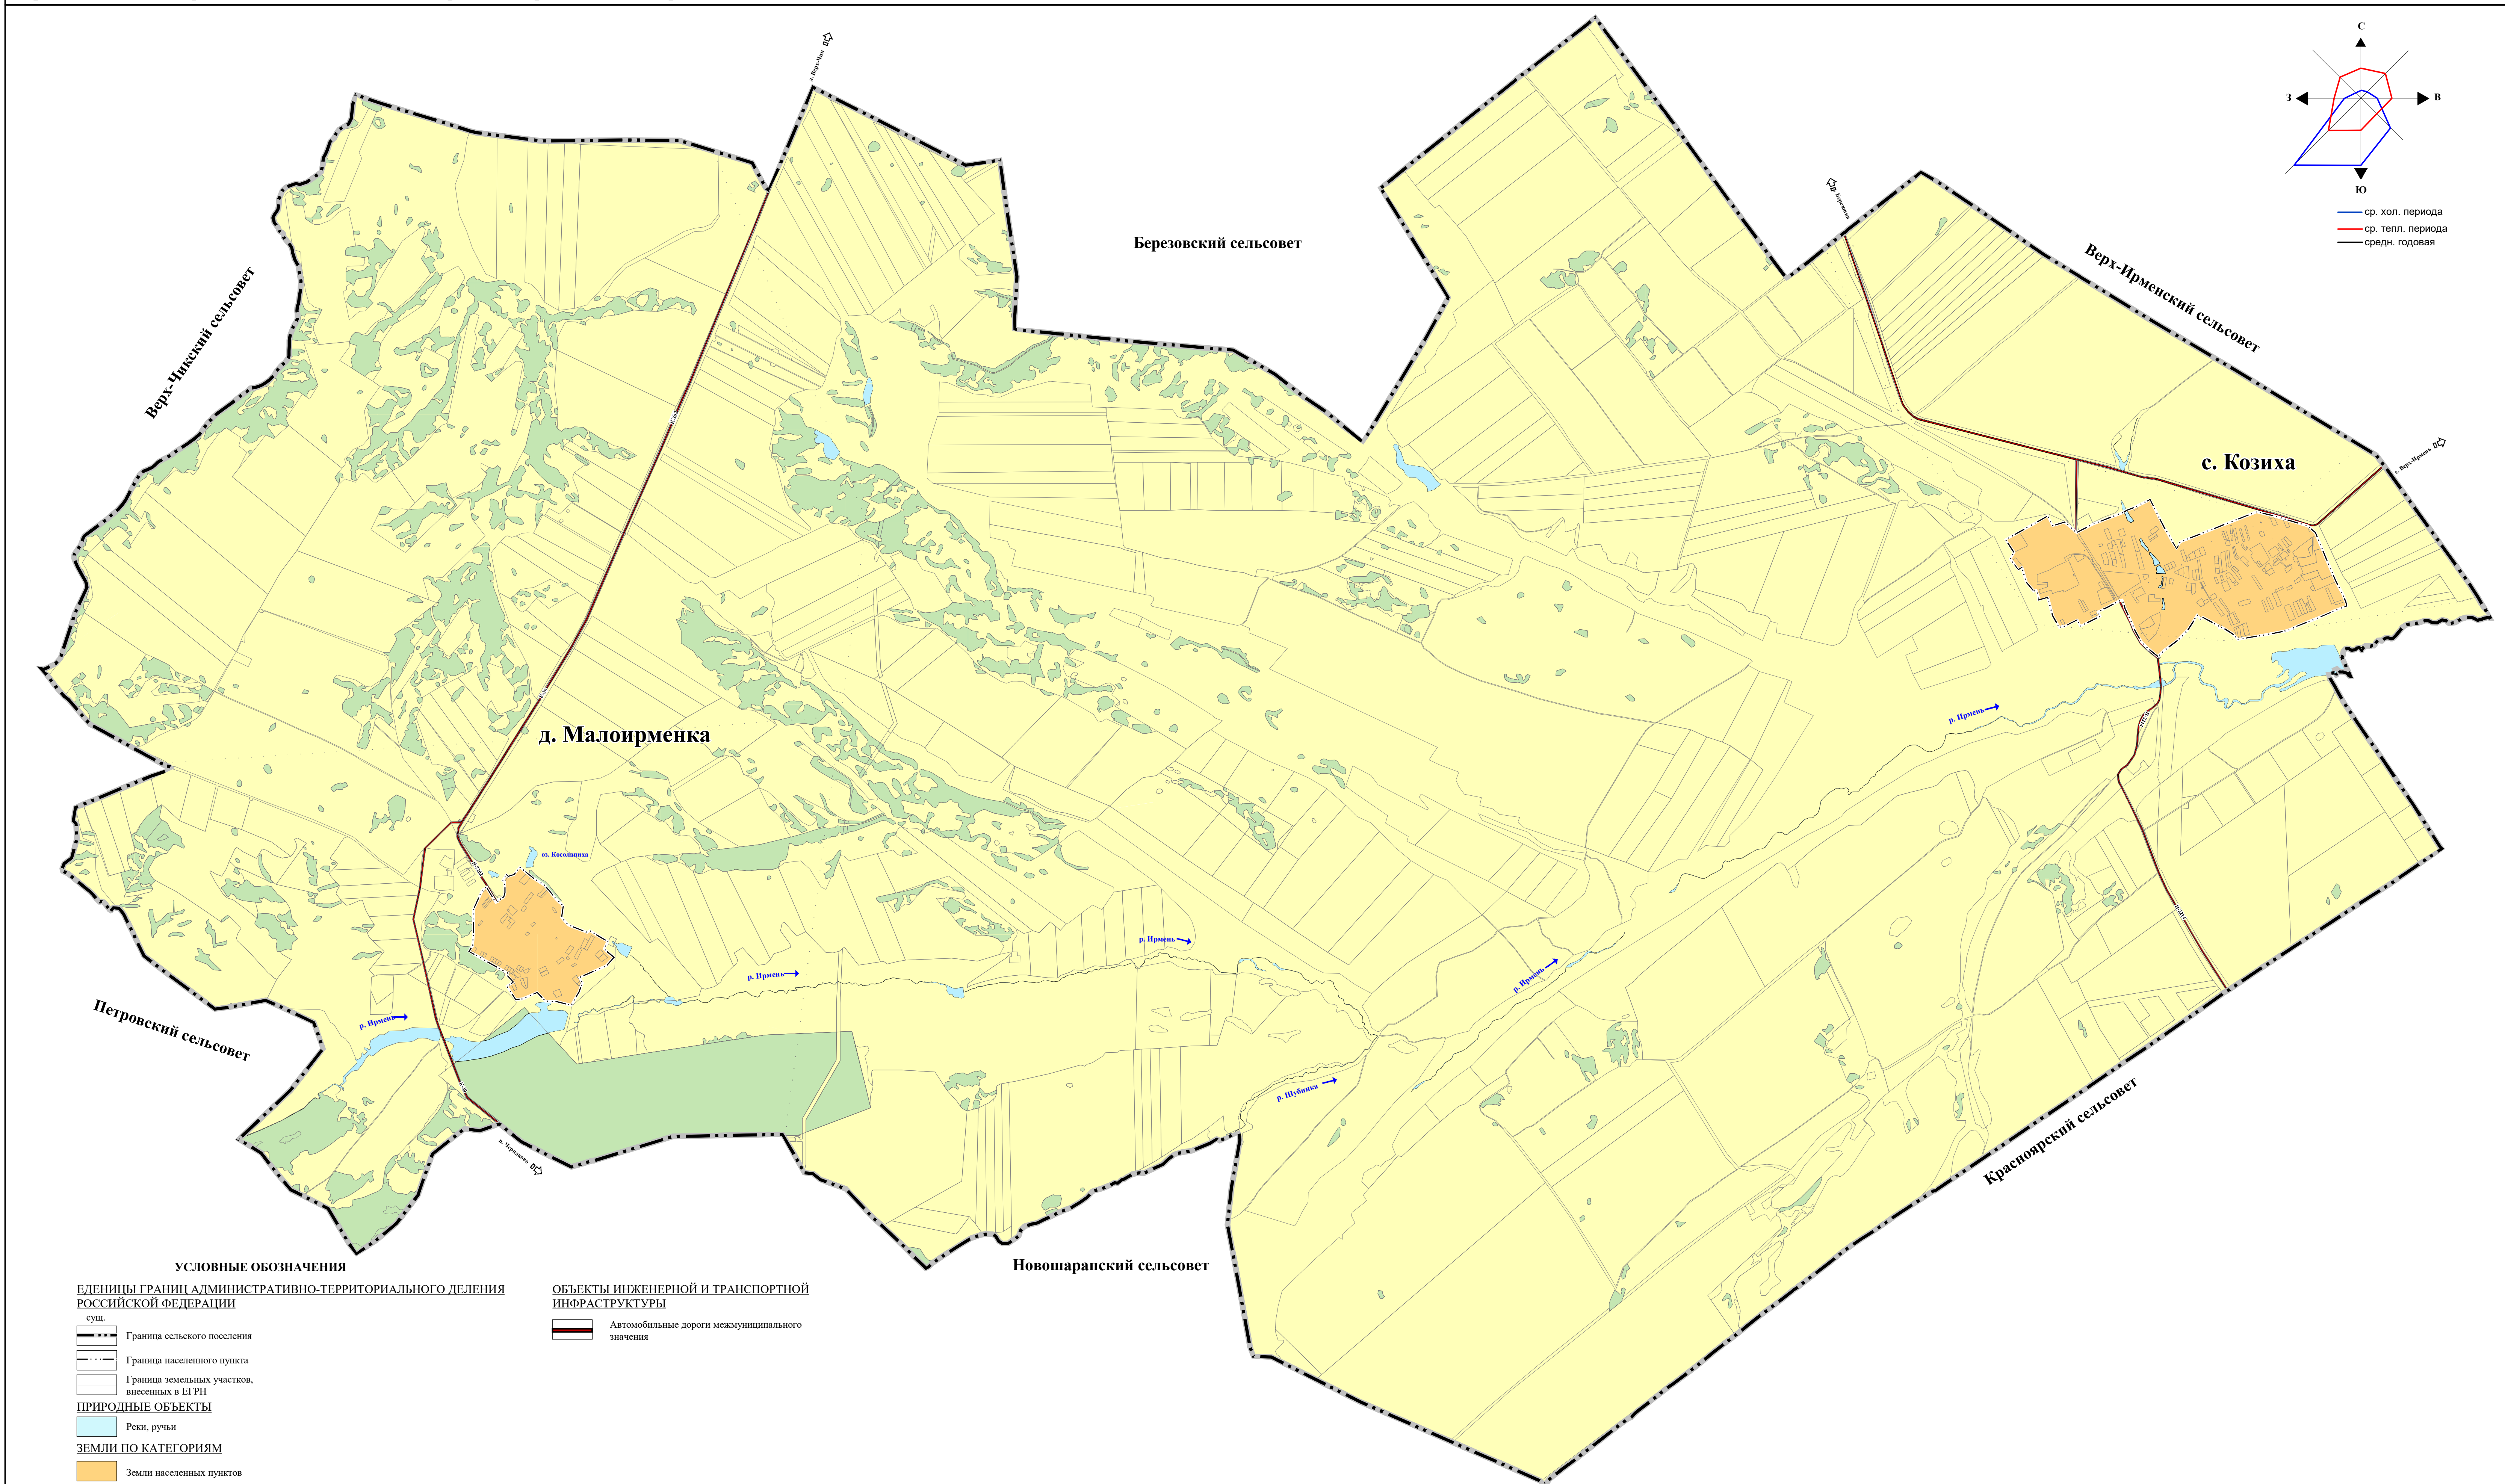 п. Верх-Чик
С
З
В
Ю
ср. хол. периода
ср. тепл. периода
средн. годовая
Березовский сельсовет
Верх-Ирменский сельсовет
Верх-Чикский сельсовет
с. Верх-Ирмень
с. Козиха
р. Ирмень
д. Малоирменка
оз. Косолапиха
р. Ирмень
р. Ирмень
р. Ирмень
р. Ирмень
р. Шубинка
Петровский сельсовет
Красноярский сельсовет
Новошарапский сельсовет
УСЛОВНЫЕ ОБОЗНАЧЕНИЯ
ЕДЕНИЦЫ ГРАНИЦ АДМИНИСТРАТИВНО-ТЕРРИТОРИАЛЬНОГО ДЕЛЕНИЯ
РОССИЙСКОЙ ФЕДЕРАЦИИ
сущ.
Граница сельского поселения
Граница населенного пункта
Граница земельных участков,
внесенных в ЕГРН
ПРИРОДНЫЕ ОБЪЕКТЫ
Реки, ручьи
ЗЕМЛИ ПО КАТЕГОРИЯМ
Земли населенных пунктов
ОБЪЕКТЫ ИНЖЕНЕРНОЙ И ТРАНСПОРТНОЙ
ИНФРАСТРУКТУРЫ
Автомобильные дороги межмуниципального
значения